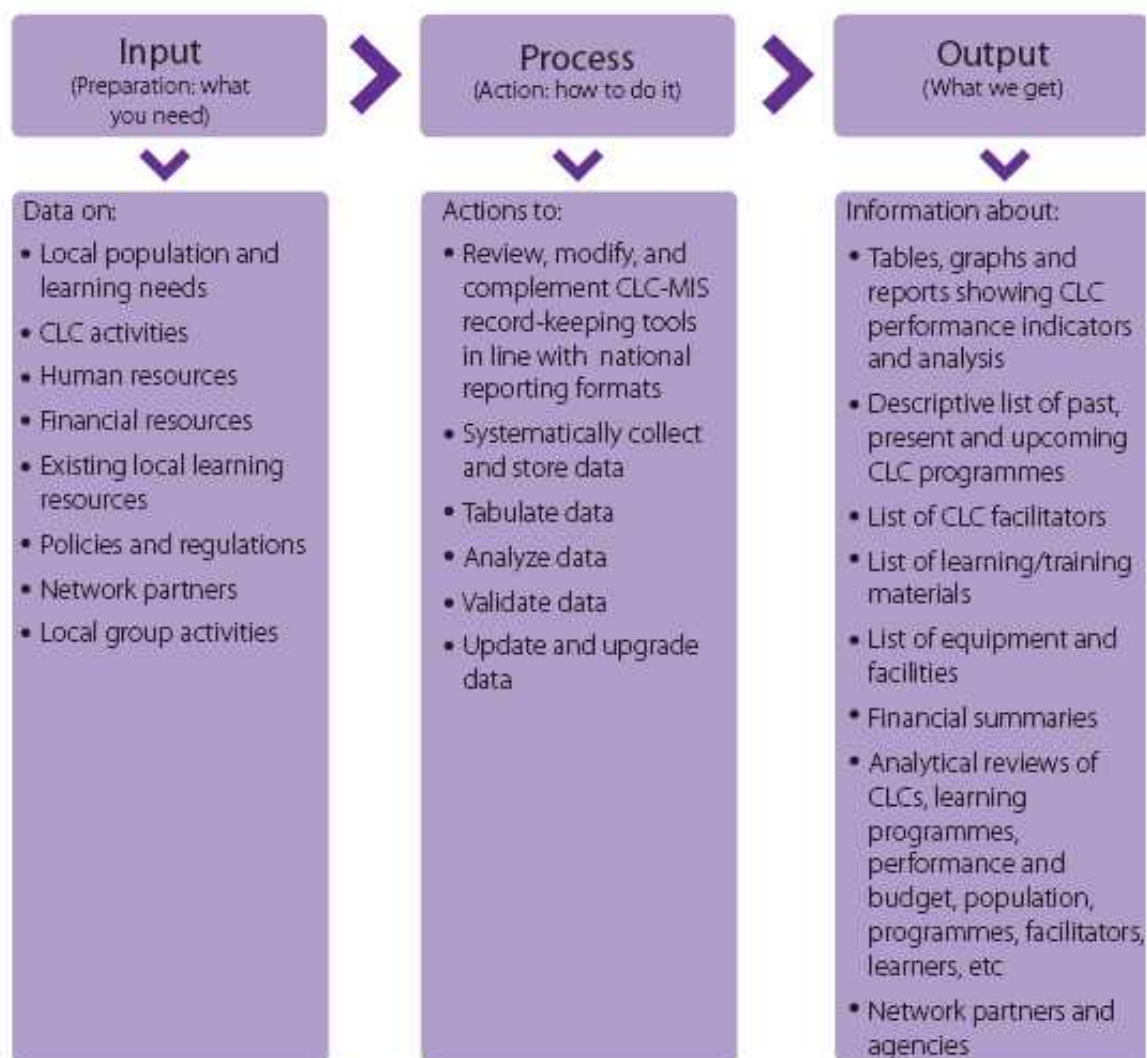 Input
(Preparation: what
you need)
Process
(Action: how to do it)
Output
(What we get)
Data on:
• Local population and
learning needs
• CLC activities
• Human resources
• Financial resources
• Existing local learning
resources
• Policies and regulations
• Network partners
• Local group activities
Actions to:
• Review, modify, and
complement CLC-MIS
record-keeping tools
in line with national
reporting formats
• Systematically collect
and store data
• Tabulate data
• Analyze data
• Validate data
• Update and upgrade
data
Information about:
• Tables, graphs and
reports showing CLC
performance indicators
and analysis
• Descriptive list of past,
present and upcoming
CLC programmes
• List of CLC facilitators
• List of learning/training
materials
• List of equipment and
facilities
• Financial summaries
• Analytical reviews of
CLCs, learning
programmes,
performance and
budget, population,
programmes, facilitators,
learners, etc
• Network partners and
agencies